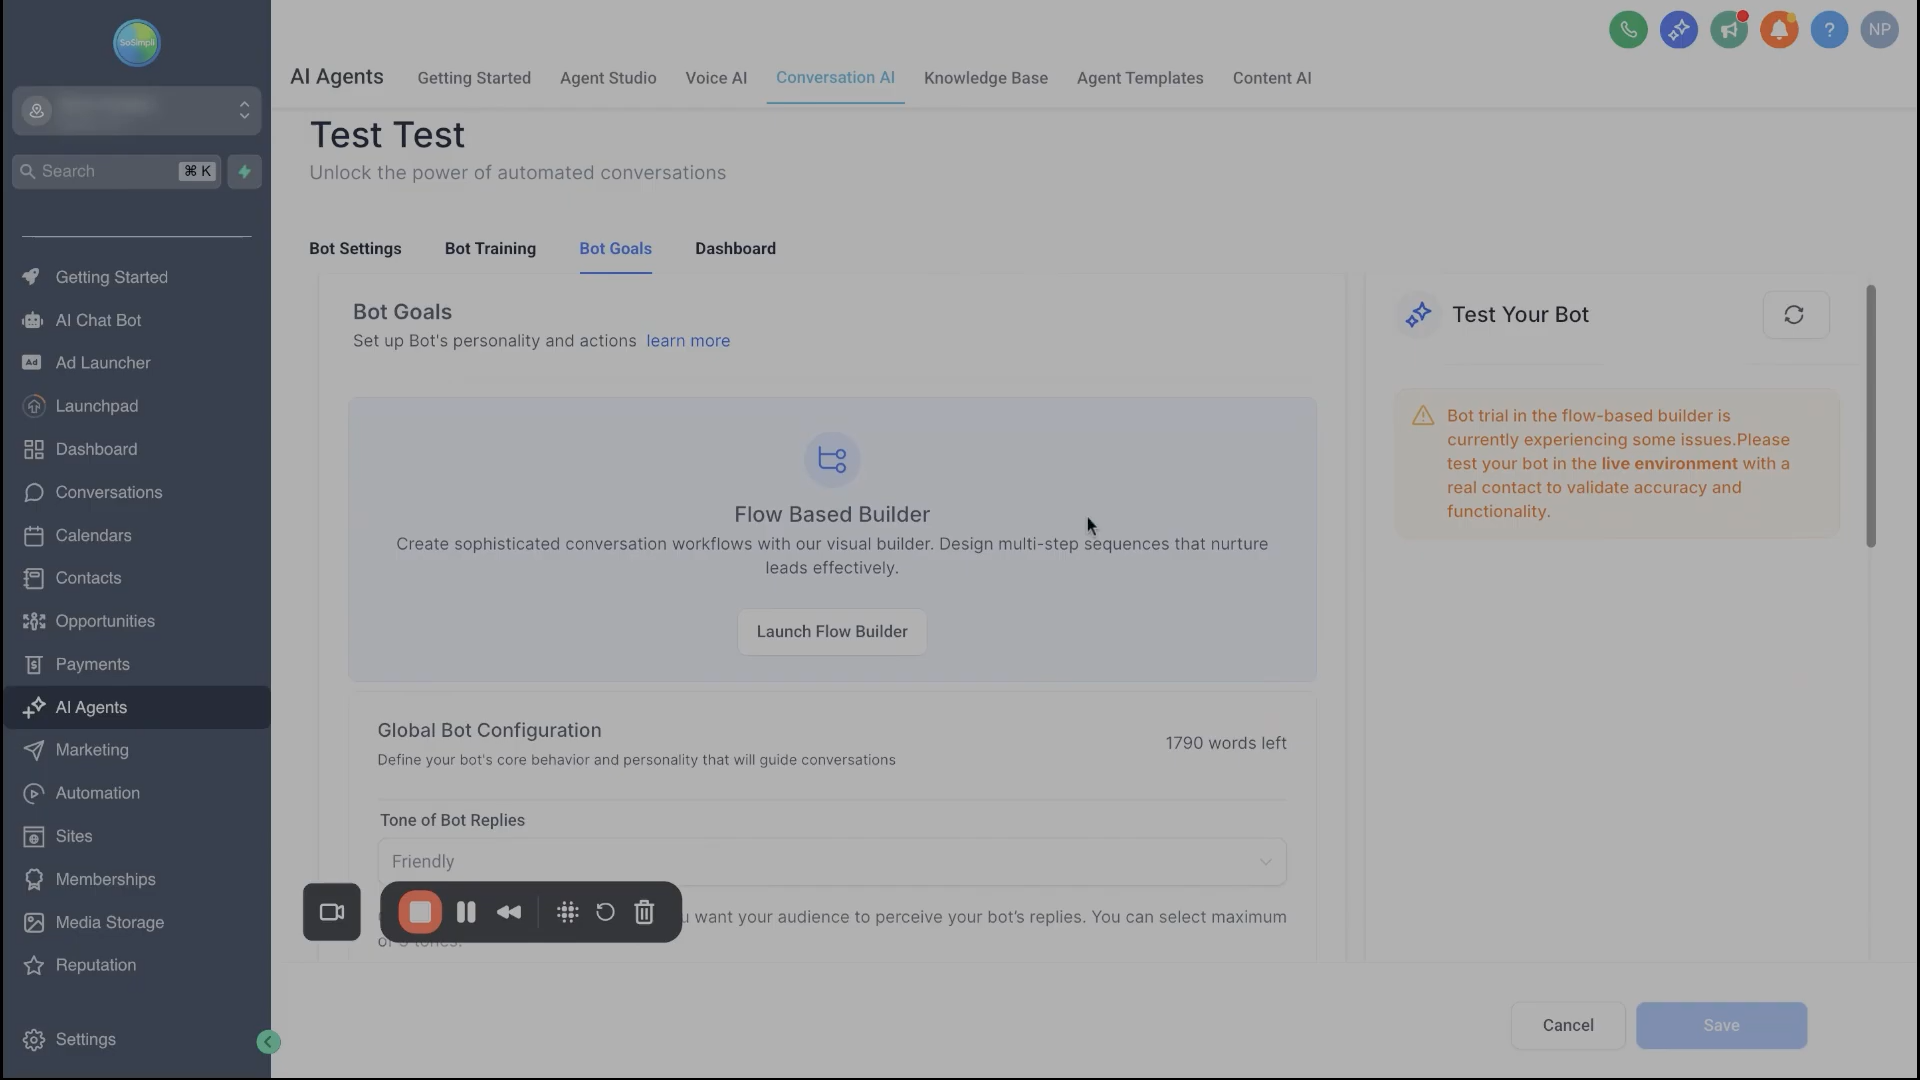 SoSimpli
Search
⌘ K
Getting Started
AI Chat Bot
Ad
Ad Launcher
Launchpad
Dashboard
Conversations
Calendars
Contacts
Opportunities
Payments
AI Agents
Marketing
Automation
Sites
Memberships
Media Storage
Reputation
Settings
?
NP
AI Agents
Getting Started
Agent Studio
Voice AI
Conversation AI
Knowledge Base
Agent Templates
Content AI
Test Test
Unlock the power of automated conversations
Bot Settings
Bot Training
Bot Goals
Dashboard
Bot Goals
Set up Bot's personality and actions learn more
Flow Based Builder
Create sophisticated conversation workflows with our visual builder. Design multi-step sequences that nurture
leads effectively.
Launch Flow Builder
Global Bot Configuration
Define your bot's core behavior and personality that will guide conversations
1790 words left
Tone of Bot Replies
Friendly
want your audience to perceive your bot's replies. You can select maximum
Test Your Bot
Bot trial in the flow-based builder is
currently experiencing some issues.Please
test your bot in the live environment with a
real contact to validate accuracy and
functionality.
Cancel
Save